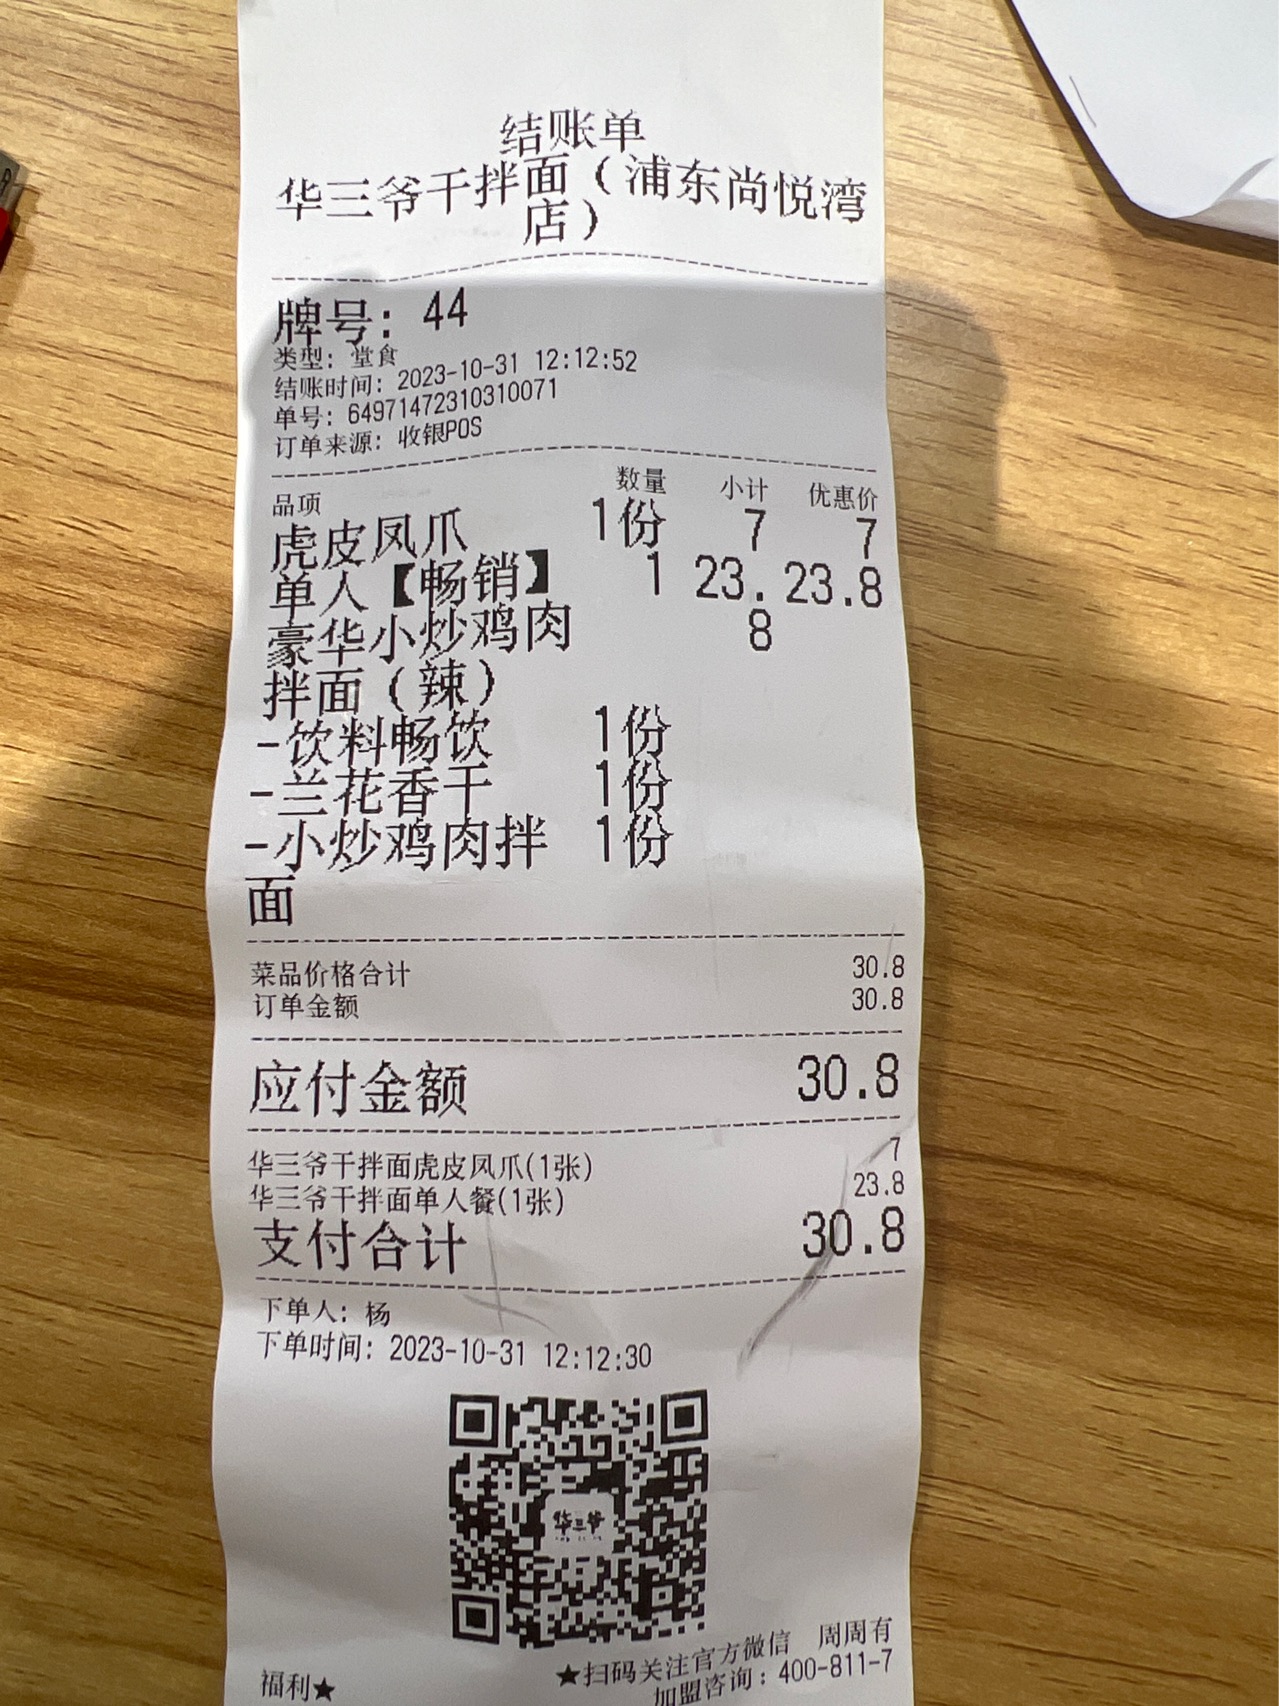 结账单
华三爷干拌面（浦东尚悦湾
店）
牌号: 44
类型: 堂食
结账时间: 2023-10-31 12:12:52
单号: 64971472310310071
订单来源: 收银POS
品项 数量 小计 优惠价
虎皮凤爪 1份 7 7
单人【畅销】 1 23. 23.8
豪华小炒鸡肉 8
拌面（辣）
-饮料畅饮 1份
-兰花香干 1份
-小炒鸡肉拌 1份
面
菜品价格合计 30.8
订单金额 30.8
应付金额 30.8
华三爷干拌面虎皮凤爪(1张) 7
华三爷干拌面单人餐(1张) 23.8
支付合计 30.8
下单人: 杨
下单时间: 2023-10-31 12:12:30
华三爷
★扫码关注官方微信 周周有
福利★
加盟咨询: 400-811-7